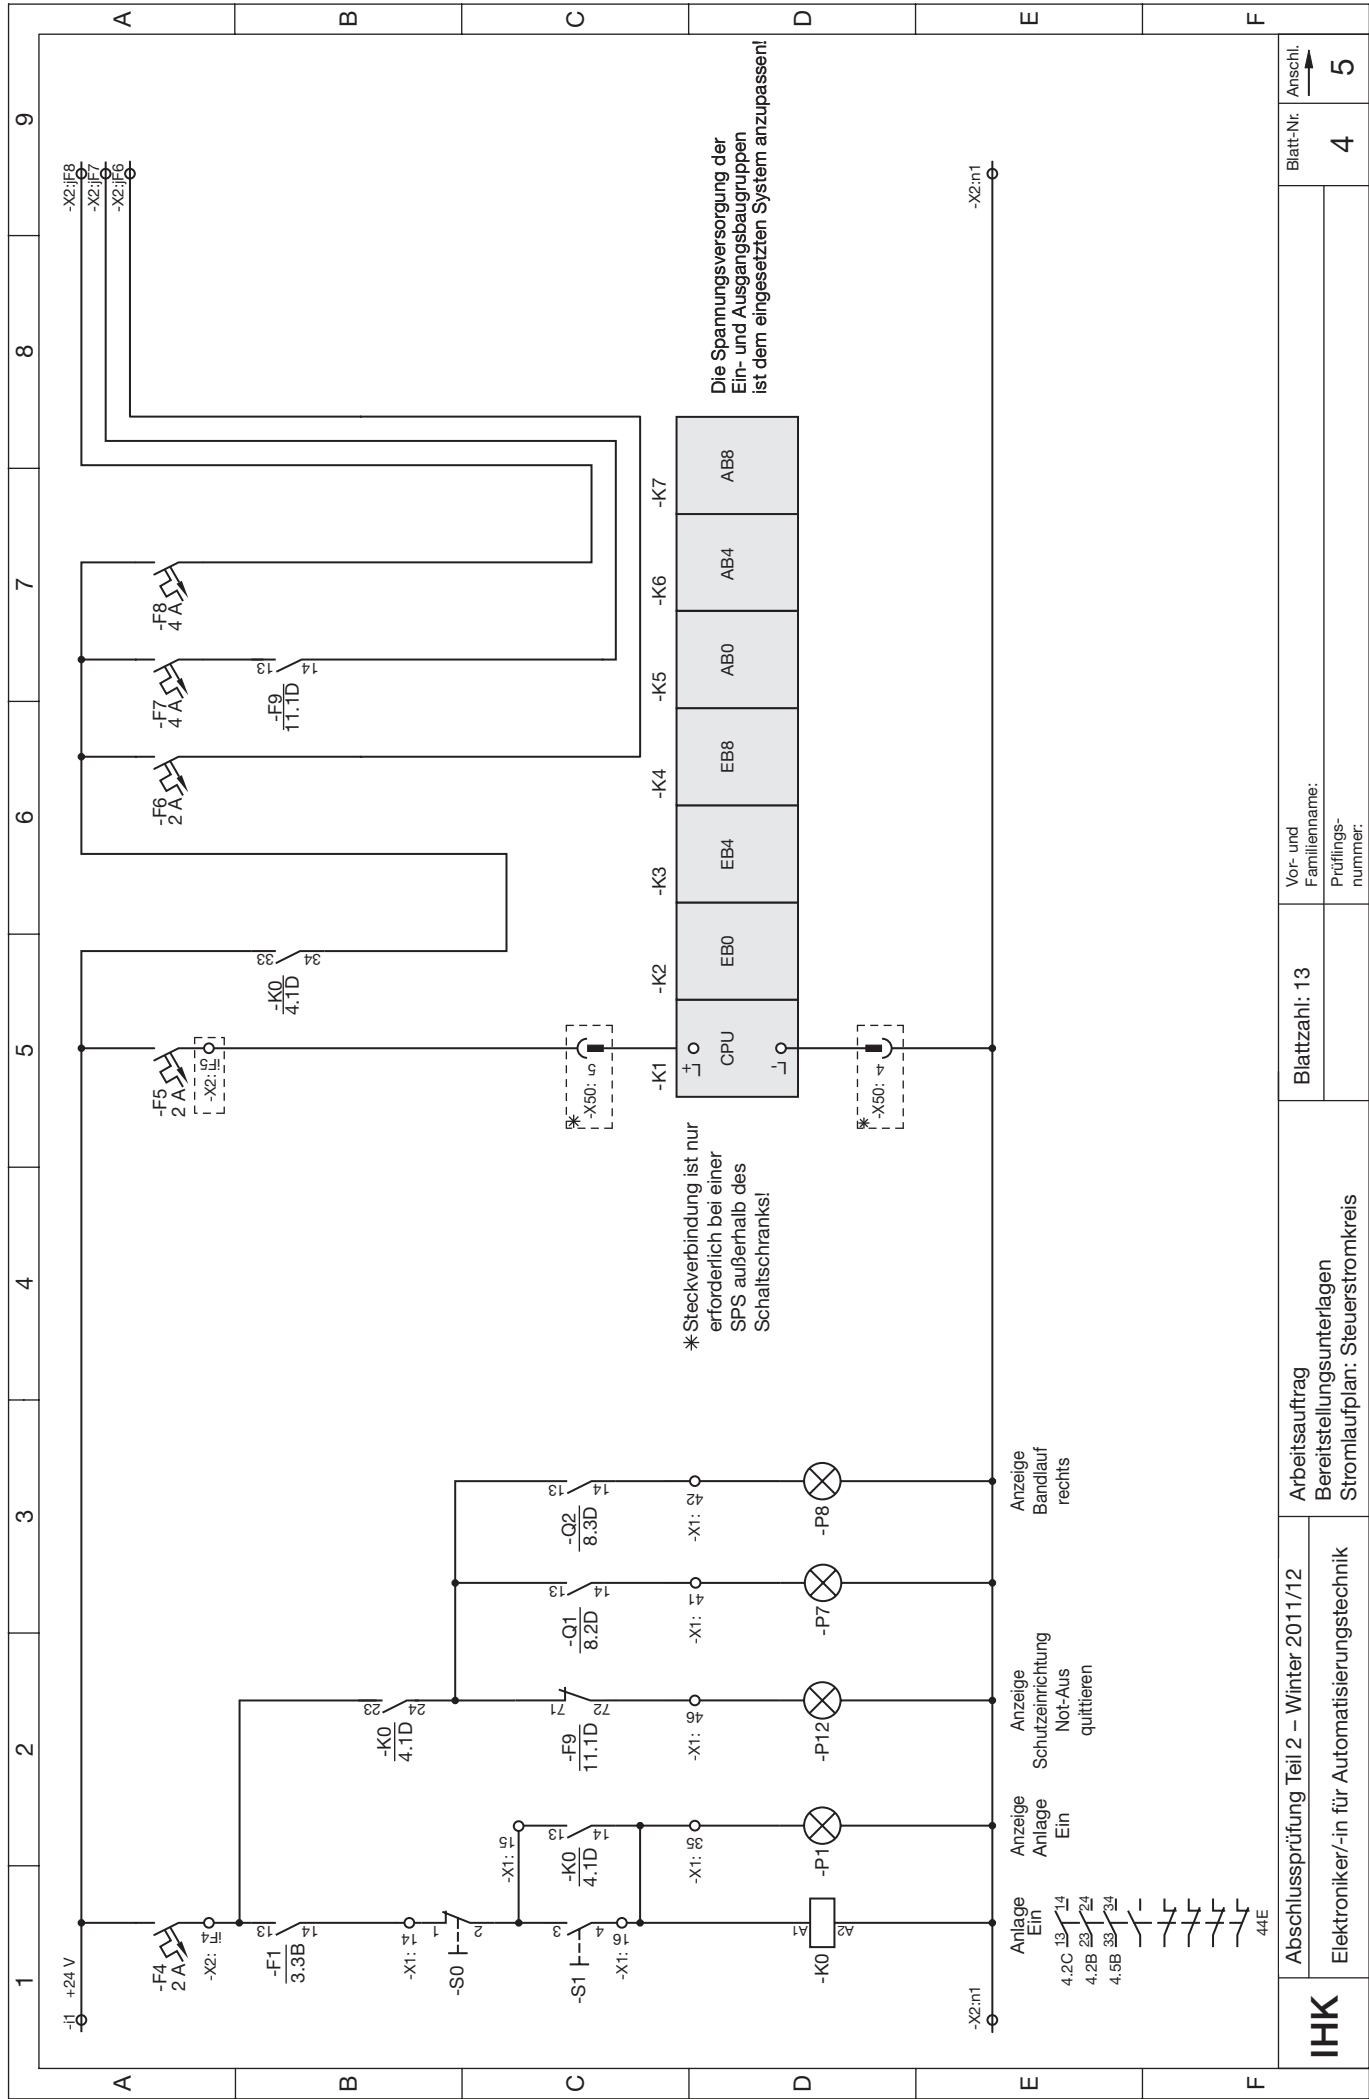 1 2 3 4 5 6 7 8 9
A
B
C
D
E
F
A
B
C
D
E
F
-i1
+24 V
-F4
2 A
-X2:
iF4
-F1
3.3B
13
14
-X1:
14
-S0
1
2
-S1
3
4
-X1:
16
-X1:
15
-K0
4.1D
13
14
-X1:
35
-K0
A1
A2
-P1
-K0
4.1D
23
24
-F9
11.1D
71
72
-X1:
46
-P12
-Q1
8.2D
13
14
-X1:
41
-P7
-Q2
8.3D
13
14
-X1:
42
-P8
-X2:n1
Anlage
Ein
Anzeige
Anlage
Ein
Anzeige
Schutzeinrichtung
Not-Aus
quittieren
Anzeige
Bandlauf
rechts
4.2C 13 14
4.2B 23 24
4.5B 33 34
44E
✳ Steckverbindung ist nur
erforderlich bei einer
SPS außerhalb des
Schaltschranks!
-F5
2 A
-X2:
iF5
-K0
4.1D
33
34
✳
-X50:
5
-K1
L+
CPU
L-
✳
-X50:
4
-K2
EB0
-K3
EB4
-K4
EB8
-K5
AB0
-K6
AB4
-K7
AB8
-F6
2 A
-F7
4 A
-F9
11.1D
13
14
-F8
4 A
-X2:jF8
-X2:jF7
-X2:jF6
Die Spannungsversorgung der
Ein- und Ausgangsbaugruppen
ist dem eingesetzten System anzupassen!
-X2:n1
IHK
Abschlussprüfung Teil 2 – Winter 2011/12
Elektroniker/-in für Automatisierungstechnik
Arbeitsauftrag
Bereitstellungsunterlagen
Stromlaufplan: Steuerstromkreis
Blattzahl: 13
Vor- und
Familienname:
Prüflings-
nummer:
Blatt-Nr.
4
Anschl.
5